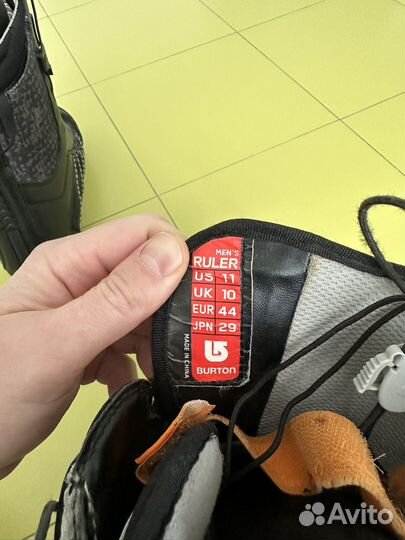 MEN'S
RULER
US 11
UK 10
EUR 44
JPN 29
BURTON
MADE IN CHINA
Avito